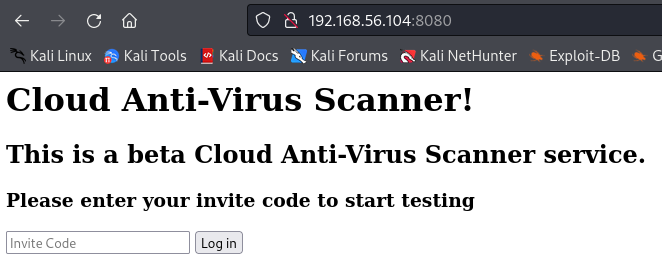 192.168.56.104:8080
Kali Linux Kali Tools Kali Docs Kali Forums Kali NetHunter Exploit-DB G
Cloud Anti-Virus Scanner!
This is a beta Cloud Anti-Virus Scanner service.
Please enter your invite code to start testing
Invite Code Log in